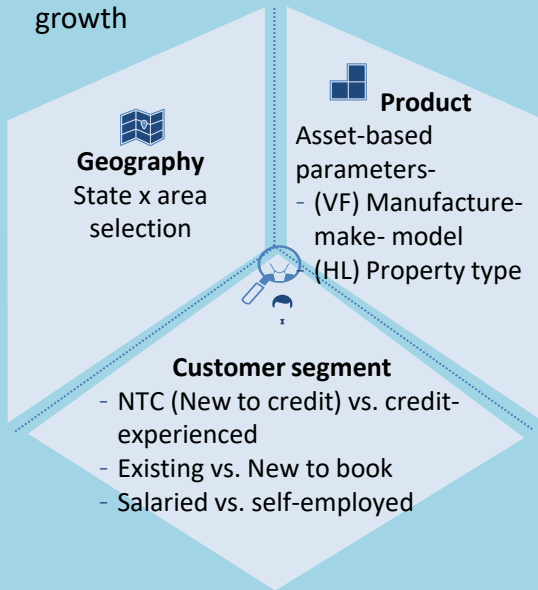 growth
Geography
State x area
selection
Product
Asset-based
parameters-
- (VF) Manufacture-
make- model
- (HL) Property type
Customer segment
- NTC (New to credit) vs. credit-
experienced
- Existing vs. New to book
- Salaried vs. self-employed